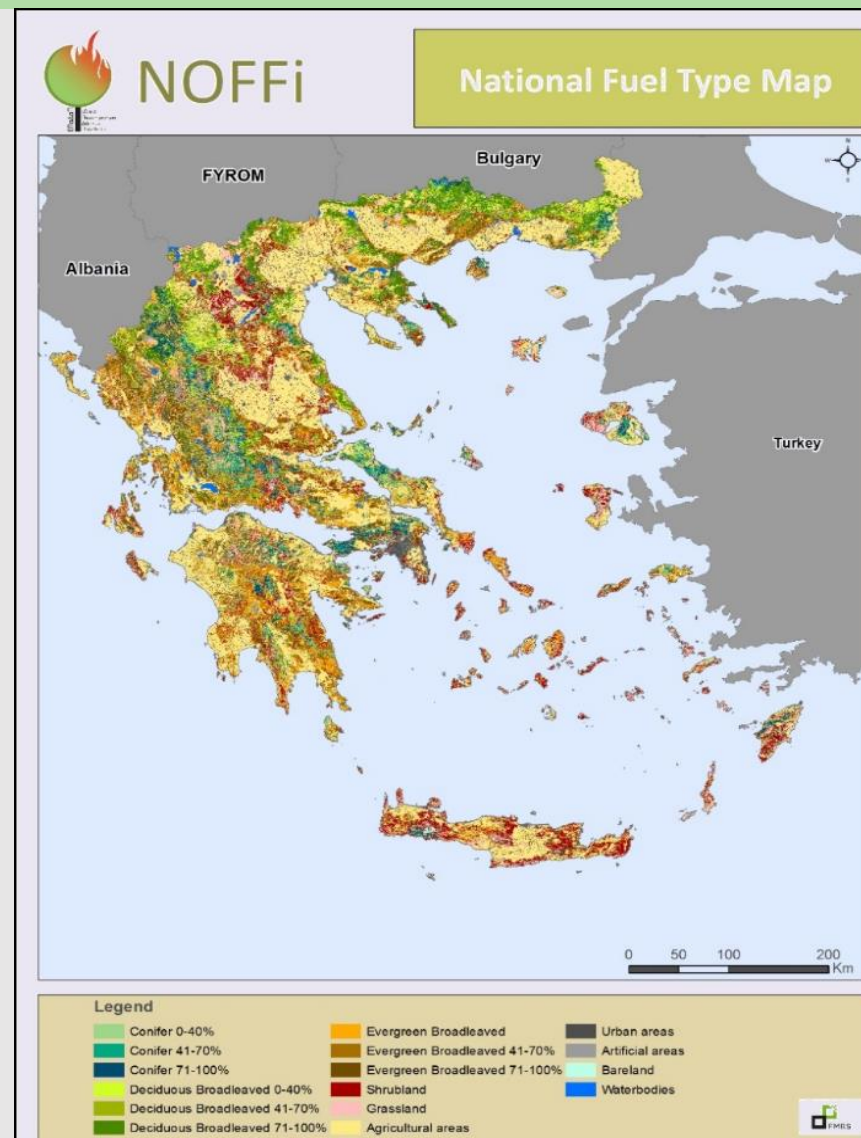 NOFFi
National Fuel Type Map
N
W
S
Bulgary
FYROM
Albania
Turkey
0 50 100 200
Km
Legend
Conifer 0-40%
Conifer 41-70%
Conifer 71-100%
Deciduous Broadleaved 0-40%
Deciduous Broadleaved 41-70%
Deciduous Broadleaved 71-100%
Evergreen Broadleaved
Evergreen Broadleaved 41-70%
Evergreen Broadleaved 71-100%
Shrubland
Grassland
Agricultural areas
Urban areas
Artificial areas
Bareland
Waterbodies
FMRS